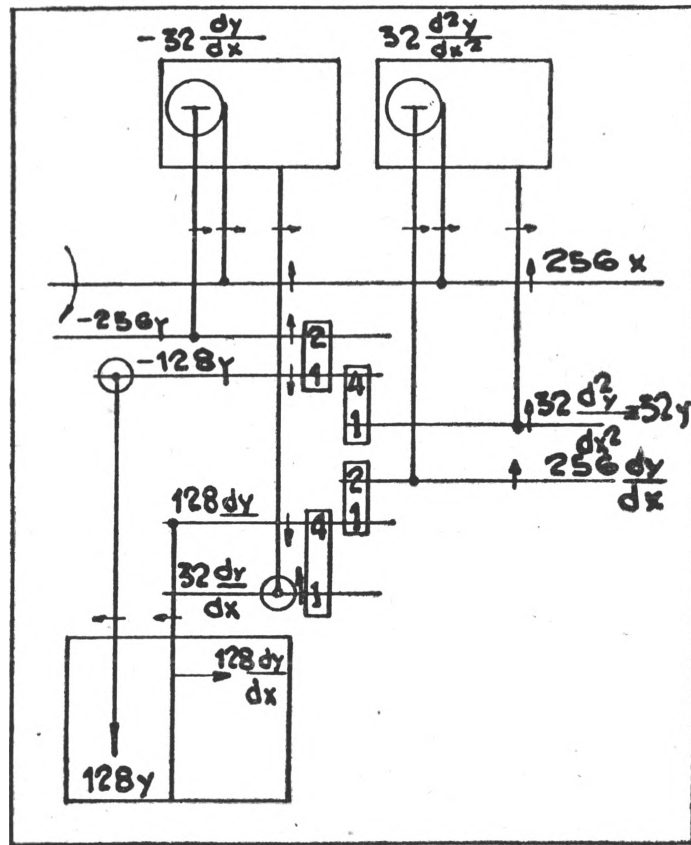 -32 dy/dx
32 d²y/dx²
256x
-256y
2
-128y
1
4
1
32 d²y/dx² = 32y
2
256 dy/dx
128 dy
4
1
32 dy/dx
1
128 dy/dx
128y